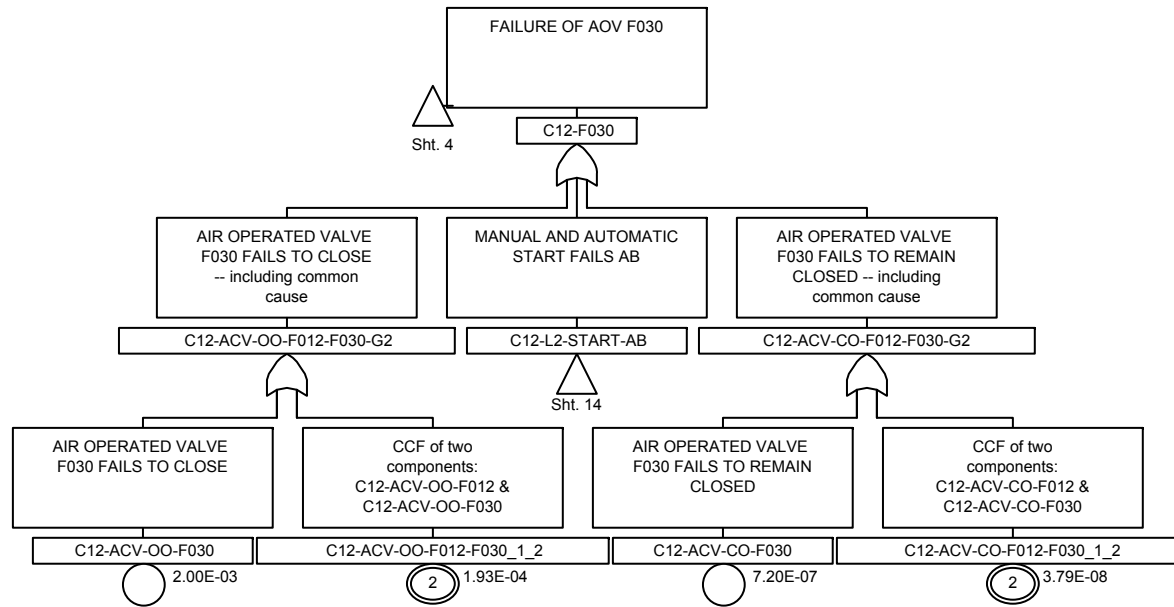 FAILURE OF AOV F030
Sht. 4
C12-F030
AIR OPERATED VALVE
F030 FAILS TO CLOSE
-- including common
cause
MANUAL AND AUTOMATIC
START FAILS AB
AIR OPERATED VALVE
F030 FAILS TO REMAIN
CLOSED -- including
common cause
C12-ACV-OO-F012-F030-G2
C12-L2-START-AB
C12-ACV-CO-F012-F030-G2
Sht. 14
AIR OPERATED VALVE
F030 FAILS TO CLOSE
CCF of two
components:
C12-ACV-OO-F012 &
C12-ACV-OO-F030
AIR OPERATED VALVE
F030 FAILS TO REMAIN
CLOSED
CCF of two
components:
C12-ACV-CO-F012 &
C12-ACV-CO-F030
C12-ACV-OO-F030
C12-ACV-OO-F012-F030_1_2
C12-ACV-CO-F030
C12-ACV-CO-F012-F030_1_2
2.00E-03
2
1.93E-04
7.20E-07
2
3.79E-08